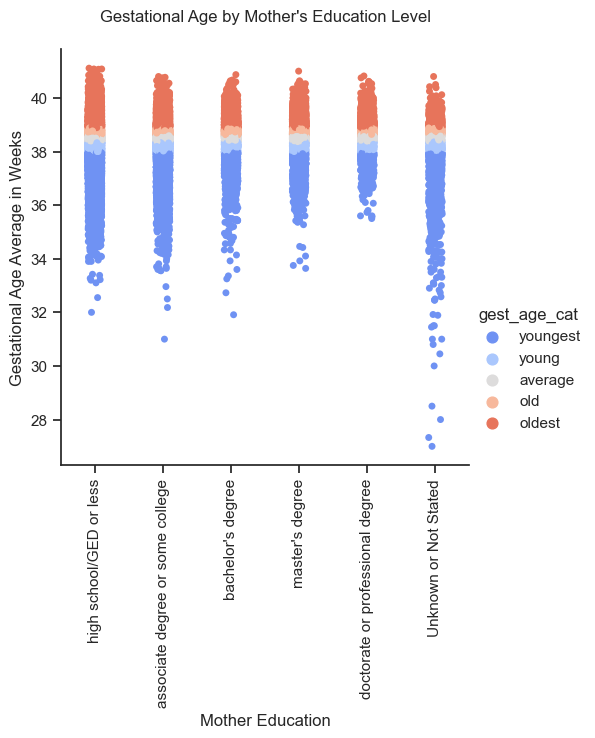 Gestational Age by Mother's Education Level
Gestational Age Average in Weeks
40
38
36
34
32
30
28
high school/GED or less
associate degree or some college
bachelor's degree
master's degree
doctorate or professional degree
Unknown or Not Stated
Mother Education
gest_age_cat
youngest
young
average
old
oldest